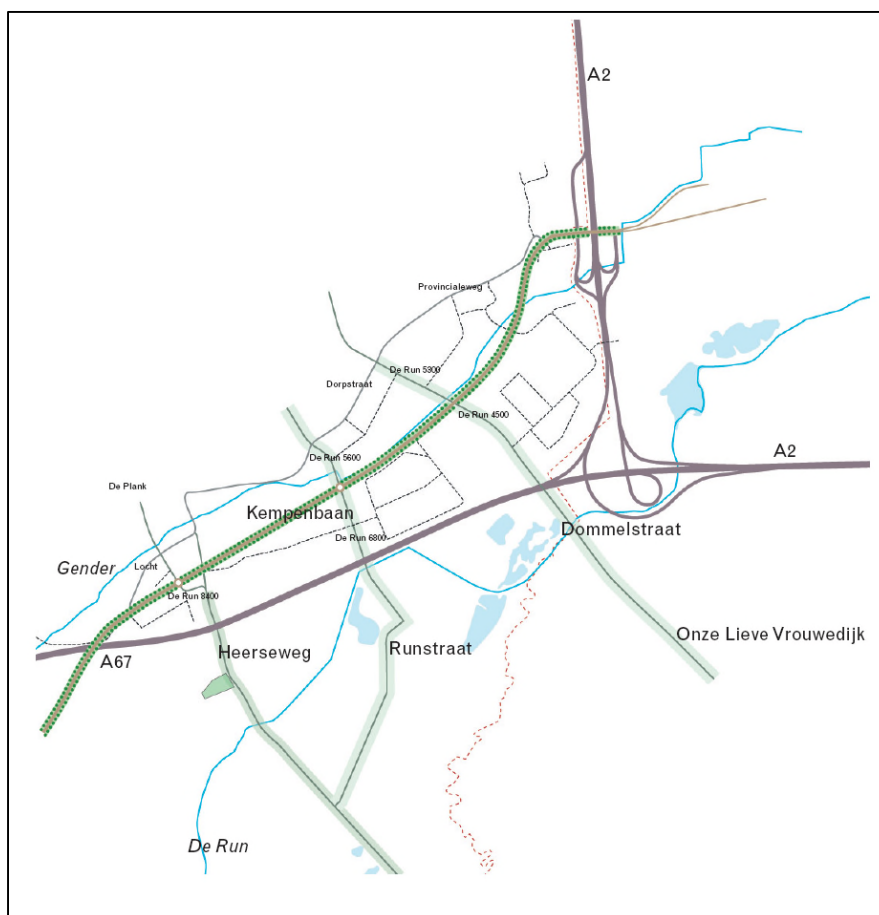 A2
Provincialeweg
De Run 5300
Dorpstraat
De Run 4500
A2
De Run 5600
De Plank
Kempenbaan
Dommelstraat
De Run 6800
Gender
Locht
De Run 8400
Onze Lieve Vrouwedijk
Heerseweg
Runstraat
A67
De Run